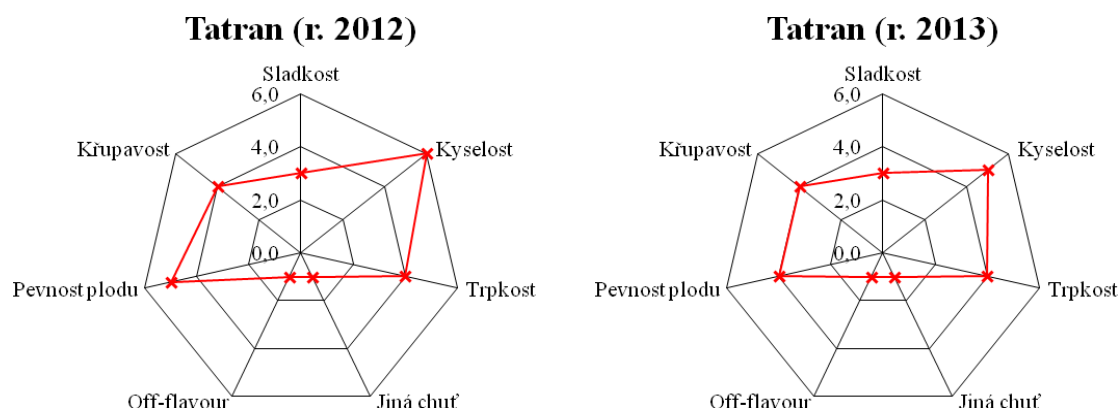 Tatran (r. 2012)
Sladkost
6,0
Křupavost
4,0
Kyselost
2,0
0,0
Pevnost plodu
Trpkost
Off-flavour
Jiná chuť
Tatran (r. 2013)
Sladkost
6,0
Křupavost
4,0
Kyselost
2,0
0,0
Pevnost plodu
Trpkost
Off-flavour
Jiná chuť